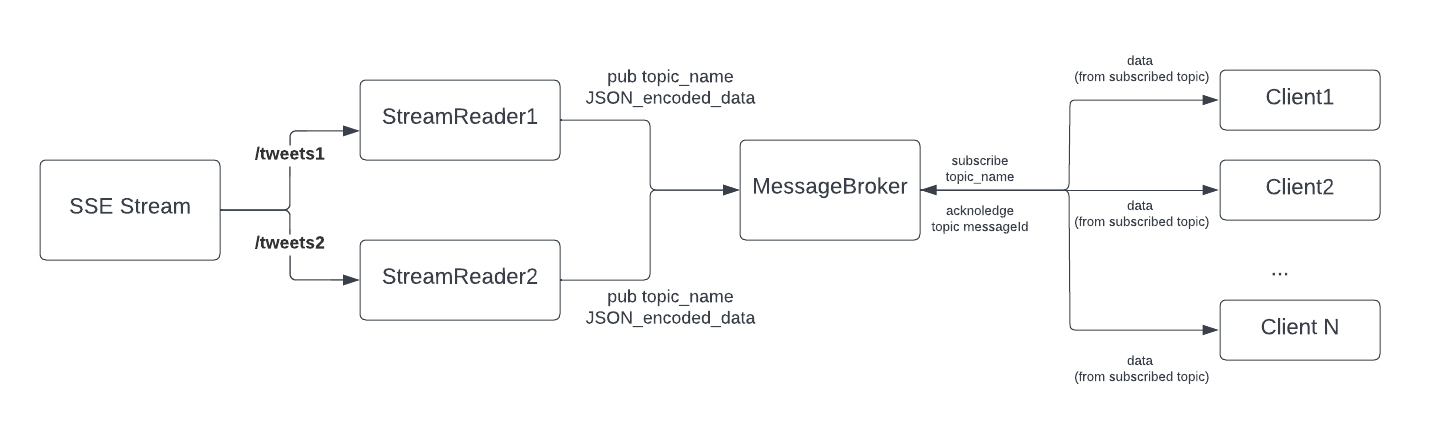 SSE Stream
/tweets1
/tweets2
StreamReader1
StreamReader2
pub topic_name
JSON_encoded_data
pub topic_name
JSON_encoded_data
MessageBroker
subscribe
topic_name
acknoledge
topic messageId
data
(from subscribed topic)
data
(from subscribed topic)
data
(from subscribed topic)
Client1
Client2
...
Client N